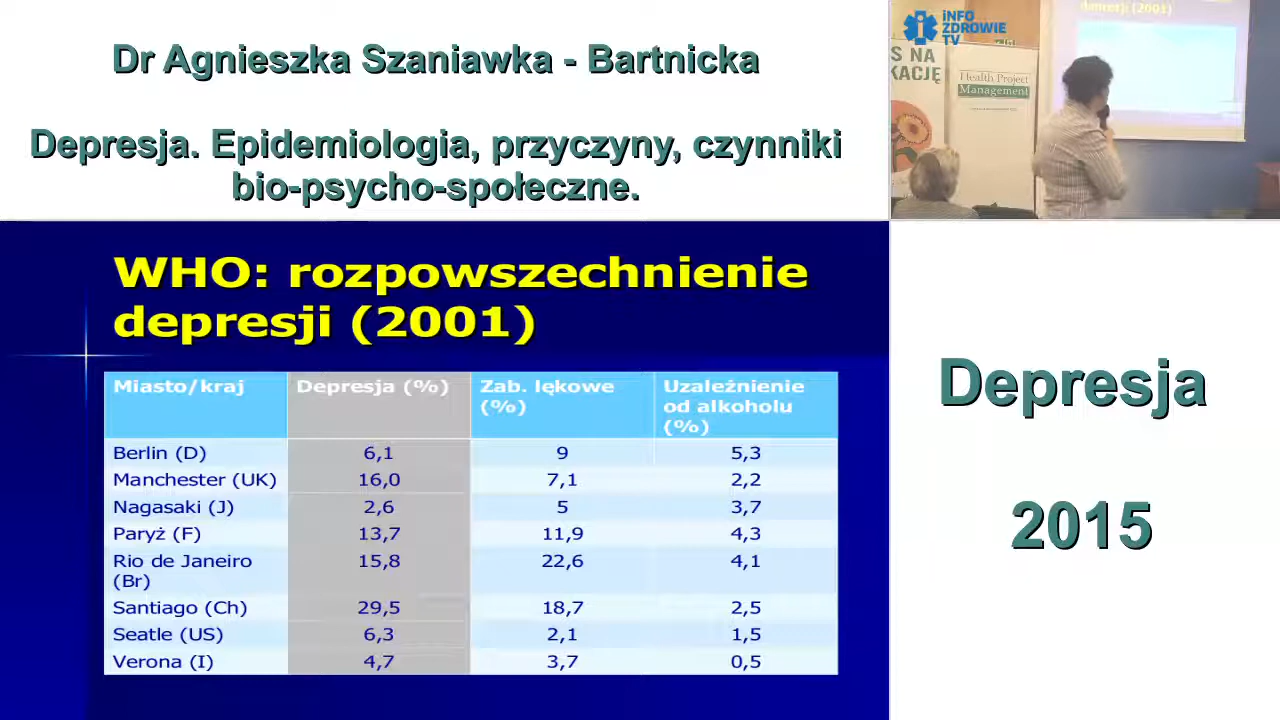 Dr Agnieszka Szaniawka - Bartnicka
Depresja. Epidemiologia, przyczyny, czynniki
bio-psycho-społeczne.
iNFO
ZDROWIE
TV
depresji (2001)
S NA
KACJĘ
Health Project
Management
WHO: rozpowszechnienie
depresji (2001)
Miasto/kraj Depresja (%) Zab. lękowe (%) Uzależnienie od alkoholu (%)
Berlin (D) 6,1 9 5,3
Manchester (UK) 16,0 7,1 2,2
Nagasaki (J) 2,6 5 3,7
Paryż (F) 13,7 11,9 4,3
Rio de Janeiro (Br) 15,8 22,6 4,1
Santiago (Ch) 29,5 18,7 2,5
Seatle (US) 6,3 2,1 1,5
Verona (I) 4,7 3,7 0,5
Depresja
2015